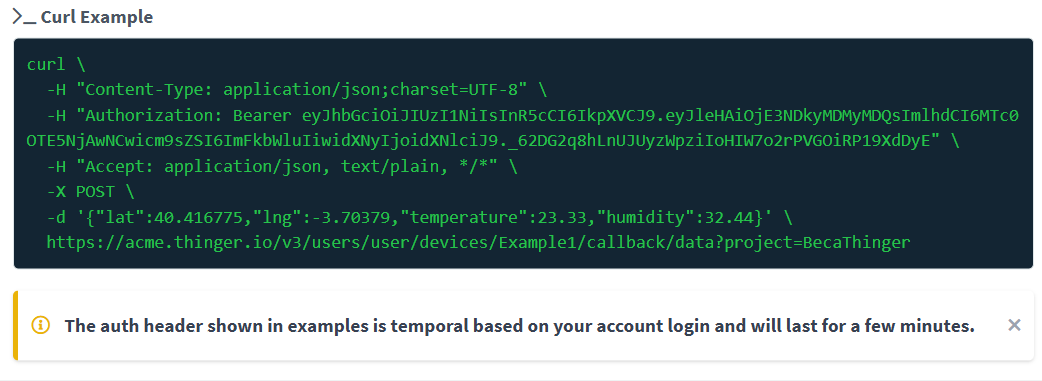 >_ Curl Example
curl \
-H "Content-Type: application/json;charset=UTF-8" \
-H "Authorization: Bearer eyJhbGciOiJIUzI1NiIsInR5cCI6IkpXVCJ9.eyJleHAiOjE3NDkyMDMyMDQsImlhdCI6MTc0
OTE5NjAwNCwicm9sZSI6ImFkbWluIiwidXNyIjoidXNlciJ9._62DG2q8hLnUJUyzWpziIoHIW7o2rPVGOiRP19XdDyE" \
-H "Accept: application/json, text/plain, */*" \
-X POST \
-d '{"lat":40.416775,"lng":-3.70379,"temperature":23.33,"humidity":32.44}' \
https://acme.thinger.io/v3/users/user/devices/Example1/callback/data?project=BecaThinger
The auth header shown in examples is temporal based on your account login and will last for a few minutes.